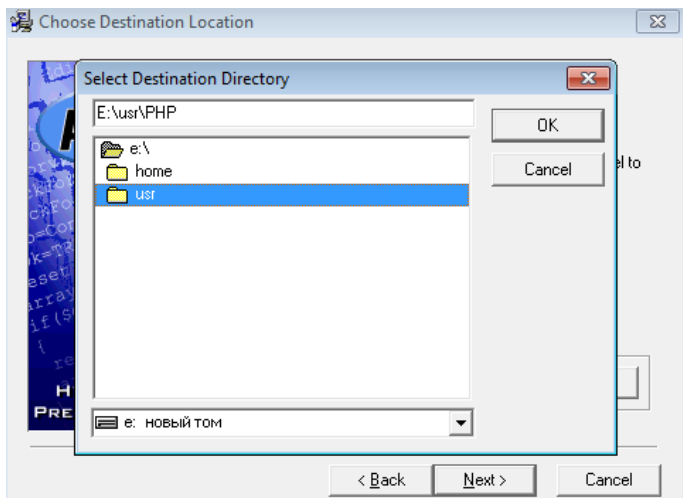 Choose Destination Location
Select Destination Directory
E:\usr\PHP
OK
e:\
home
Cancel
el to
usr
H
PRE
e: новый том
< Back
Next >
Cancel